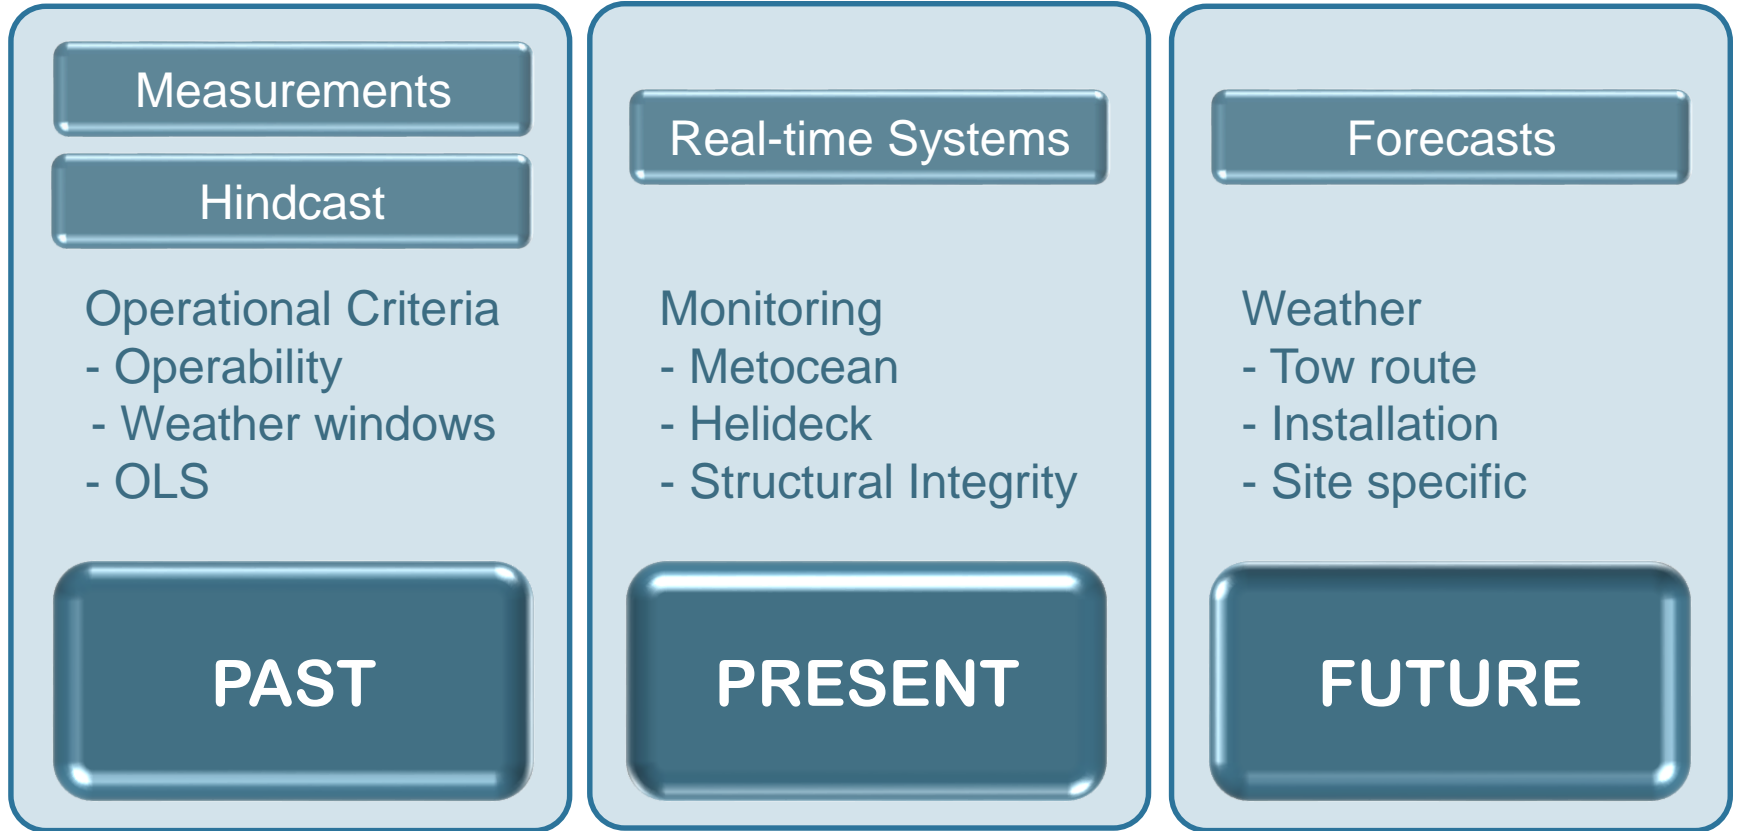 Measurements
Hindcast
Operational Criteria
- Operability
- Weather windows
- OLS
PAST
Real-time Systems
Monitoring
- Metocean
- Helideck
- Structural Integrity
PRESENT
Forecasts
Weather
- Tow route
- Installation
- Site specific
FUTURE